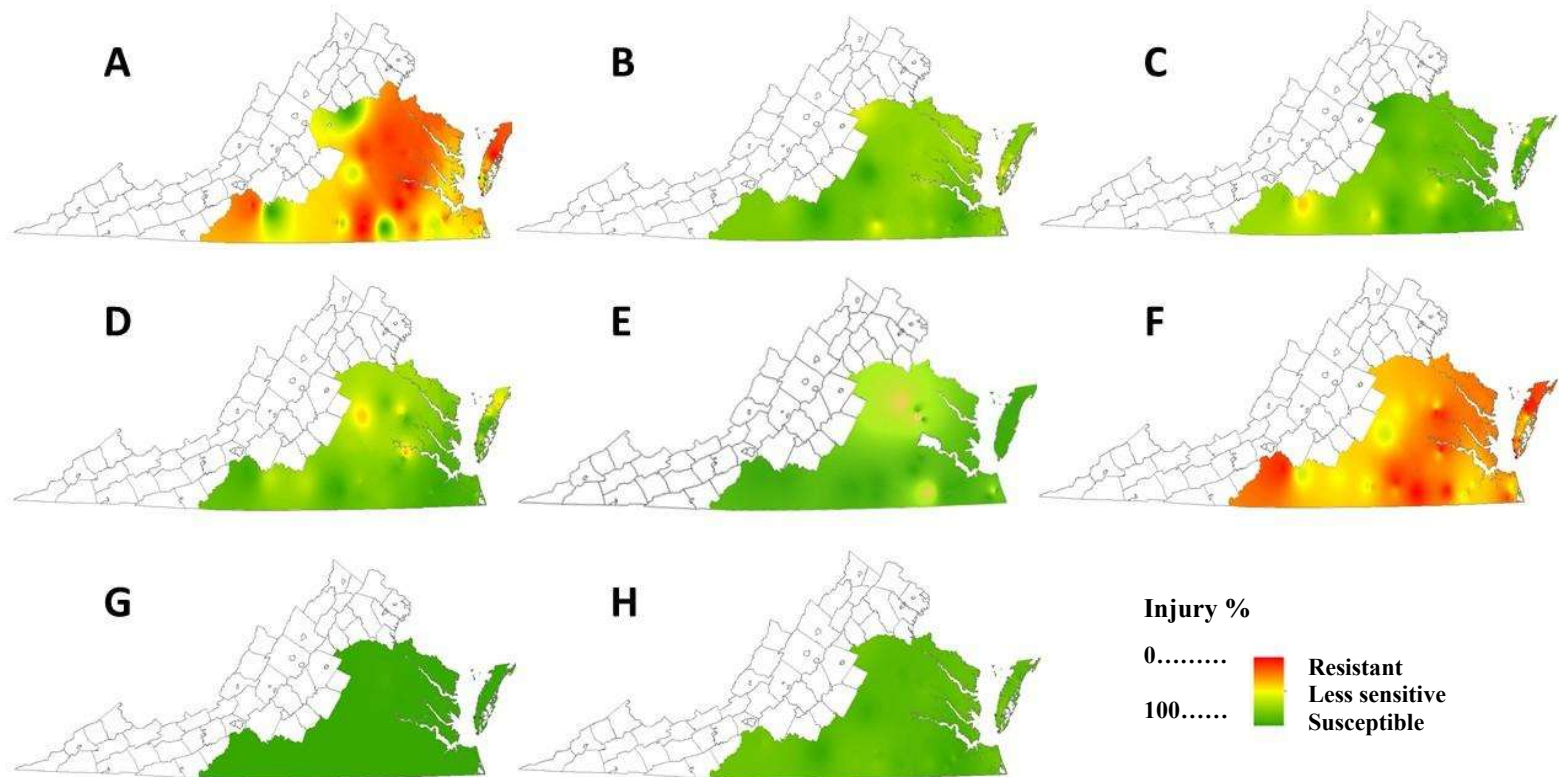 A
B
C
D
E
F
G
H
Injury %
0.........
100......
Resistant
Less sensitive
Susceptible